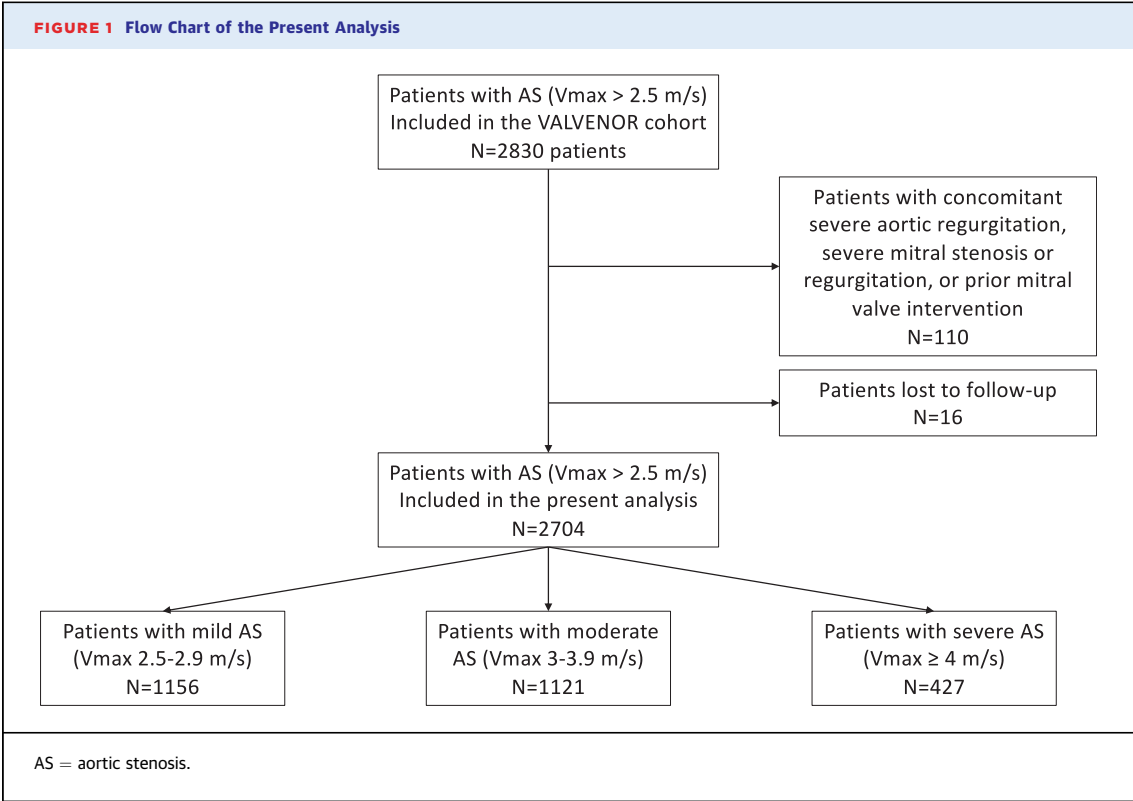 FIGURE 1 Flow Chart of the Present Analysis
Patients with AS (Vmax > 2.5 m/s)
Included in the VALVENOR cohort
N=2830 patients
Patients with concomitant
severe aortic regurgitation,
severe mitral stenosis or
regurgitation, or prior mitral
valve intervention
N=110
Patients lost to follow-up
N=16
Patients with AS (Vmax > 2.5 m/s)
Included in the present analysis
N=2704
Patients with mild AS
(Vmax 2.5-2.9 m/s)
N=1156
Patients with moderate
AS (Vmax 3-3.9 m/s)
N=1121
Patients with severe AS
(Vmax ≥ 4 m/s)
N=427
AS = aortic stenosis.